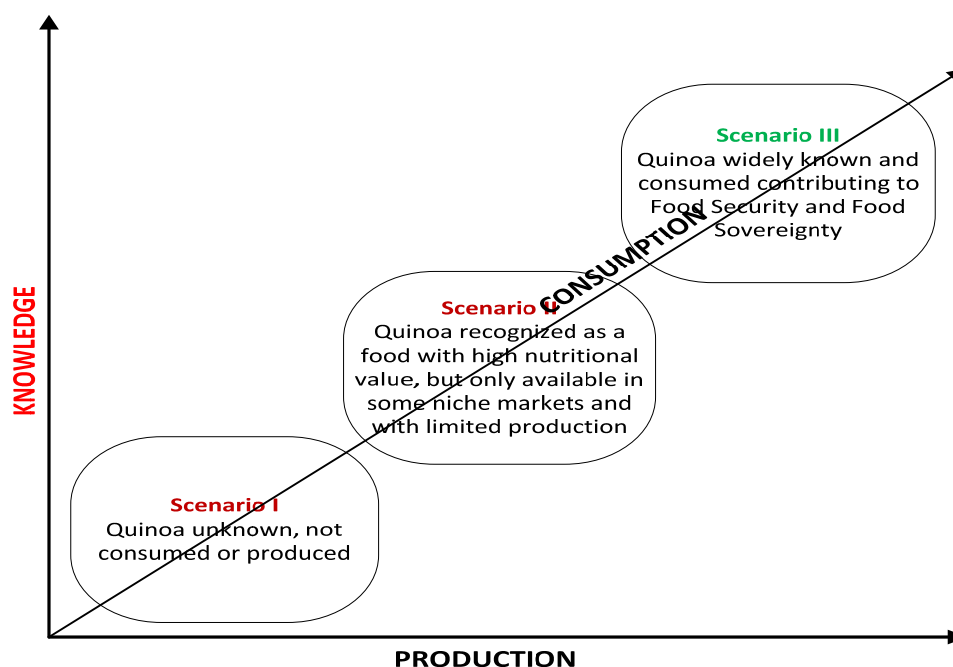 Scenario III
Quinoa widely known and
consumed contributing to
Food Security and Food
Sovereignty
CONSUMPTION
Scenario II
Quinoa recognized as a
food with high nutritional
value, but only available in
some niche markets and
with limited production
KNOWLEDGE
Scenario I
Quinoa unknown, not
consumed or produced
PRODUCTION